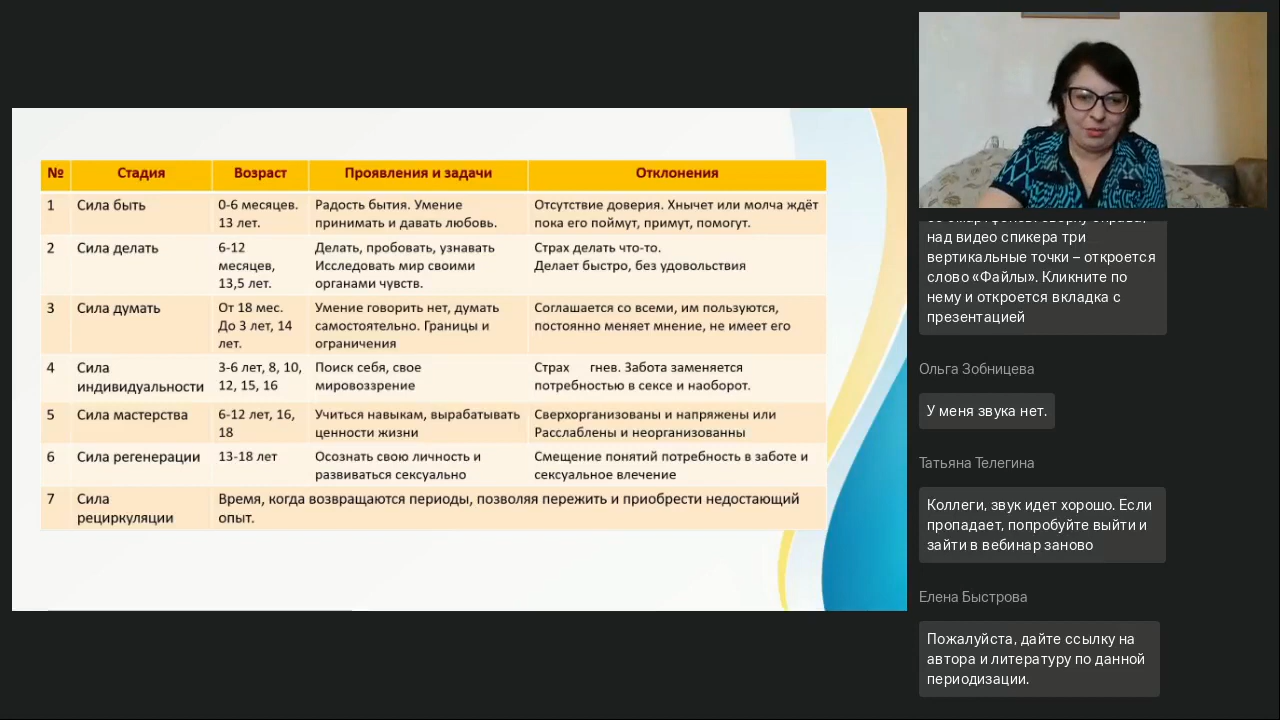 № Стадия Возраст Проявления и задачи Отклонения
1 Сила быть 0-6 месяцев. Радость бытия. Умение Отсутствие доверия. Хнычет или молча ждёт
13 лет. принимать и давать любовь. пока его поймут, примут, помогут.
2 Сила делать 6-12 Делать, пробовать, узнавать Страх делать что-то.
месяцев, Исследовать мир своими Делает быстро, без удовольствия
13,5 лет. органами чувств.
3 Сила думать От 18 мес. Умение говорить нет, думать Соглашается со всеми, им пользуются,
До 3 лет, 14 самостоятельно. Границы и постоянно меняет мнение, не имеет его
лет. ограничения
4 Сила 3-6 лет, 8, 10, Поиск себя, свое Страх гнев. Забота заменяется
индивидуальности 12, 15, 16 мировоззрение потребностью в сексе и наоборот.
5 Сила мастерства 6-12 лет, 16, Учиться навыкам, вырабатывать Сверхорганизованы и напряжены или
18 ценности жизни Расслаблены и неорганизованны
6 Сила регенерации 13-18 лет Осознать свою личность и Смещение понятий потребность в заботе и
развиваться сексуально сексуальное влечение
7 Сила Время, когда возвращаются периоды, позволяя пережить и приобрести недостающий
рециркуляции опыт.
над видео спикера три
вертикальные точки – откроется
слово «Файлы». Кликните по
нему и откроется вкладка с
презентацией
Ольга Зобницева
У меня звука нет.
Татьяна Телегина
Коллеги, звук идет хорошо. Если
пропадает, попробуйте выйти и
зайти в вебинар заново
Елена Быстрова
Пожалуйста, дайте ссылку на
автора и литературу по данной
периодизации.